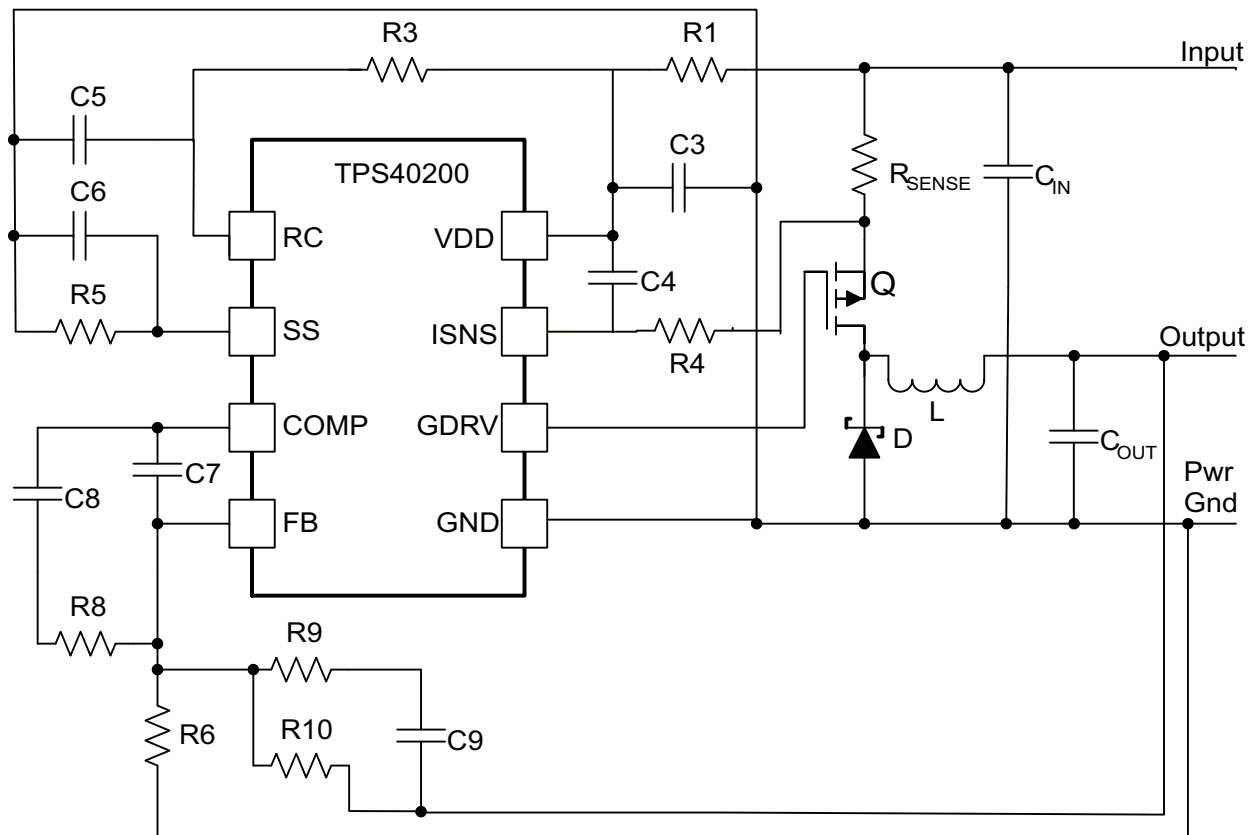 R3
R1
Input
C5
C3
TPS40200
C6
RSENSE
CIN
RC
VDD
C4
Q
R5
SS
ISNS
R4
Output
COMP
GDRV
L
D
COUT
C7
C8
Pwr
Gnd
FB
GND
R8
R9
R6
R10
C9